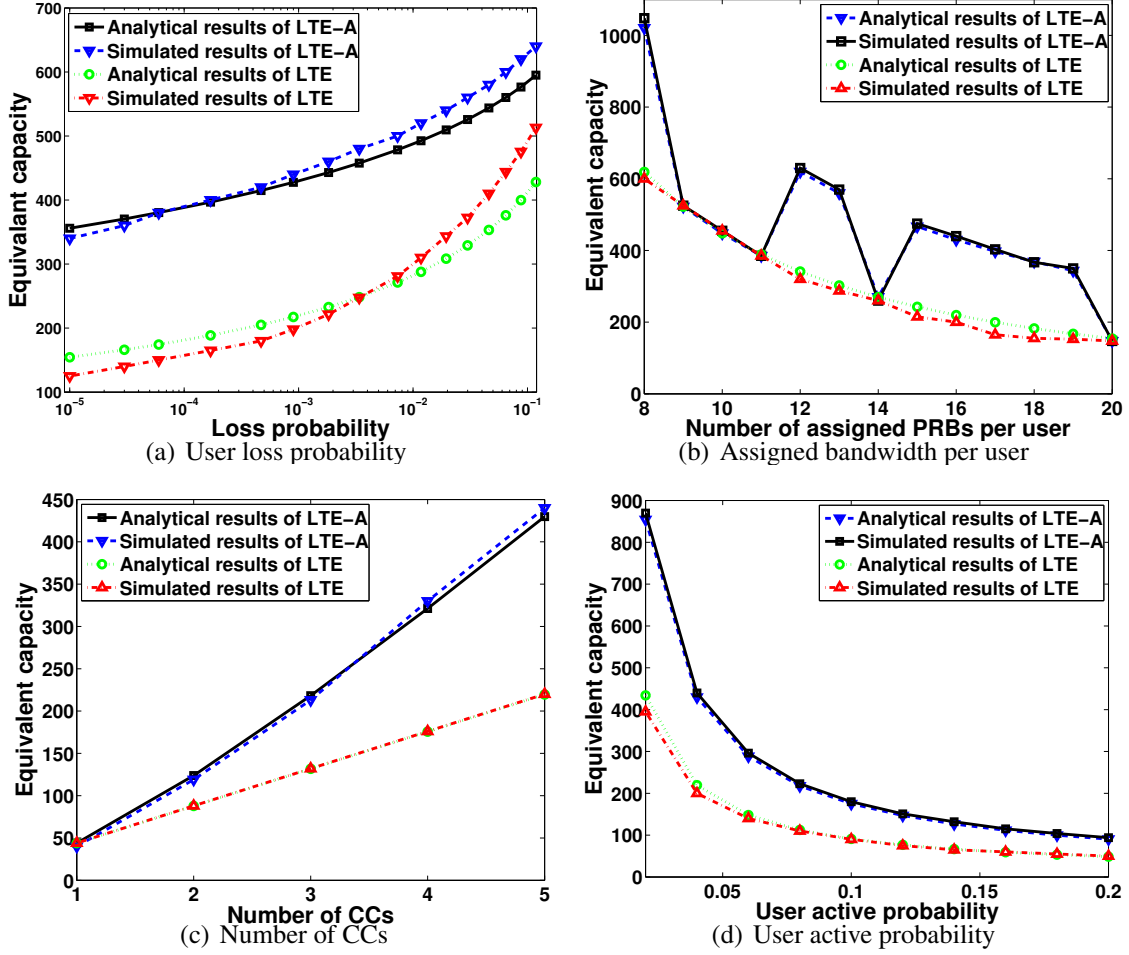 700
600
500
400
300
200
100
Equivalant capacity
Analytical results of LTE-A
Simulated results of LTE-A
Analytical results of LTE
Simulated results of LTE
10^-5
10^-4
10^-3
10^-2
10^-1
Loss probability
(a) User loss probability
1000
800
600
400
200
0
Equivalent capacity
Analytical results of LTE-A
Simulated results of LTE-A
Analytical results of LTE
Simulated results of LTE
8
10
12
14
16
18
20
Number of assigned PRBs per user
(b) Assigned bandwidth per user
450
400
350
300
250
200
150
100
50
0
Equivalent capacity
Analytical results of LTE-A
Simulated results of LTE-A
Analytical results of LTE
Simulated results of LTE
1
2
3
4
5
Number of CCs
(c) Number of CCs
900
800
700
600
500
400
300
200
100
0
Equivalent capacity
Analytical results of LTE-A
Simulated results of LTE-A
Analytical results of LTE
Simulated results of LTE
0.05
0.1
0.15
0.2
User active probability
(d) User active probability